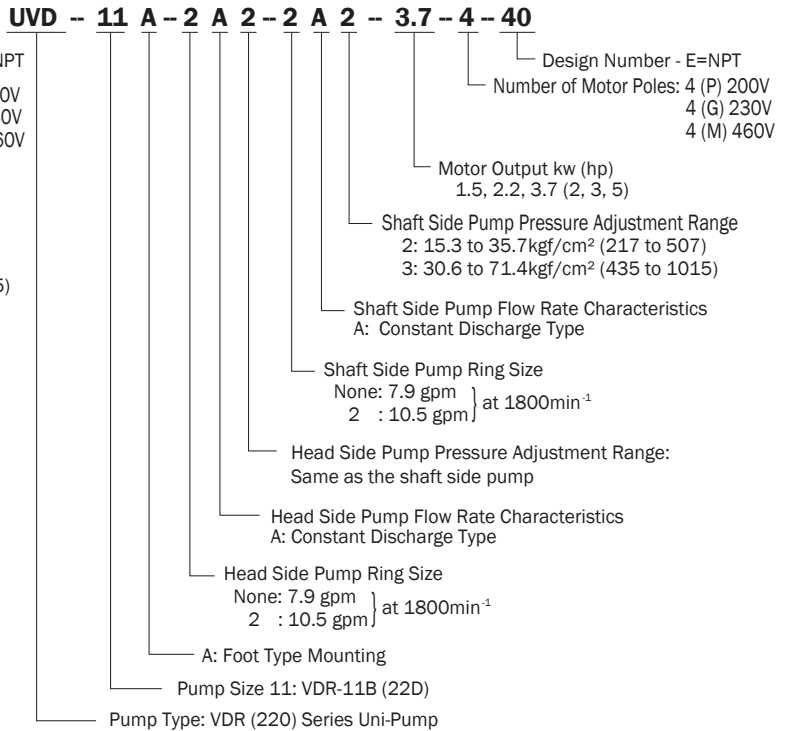 UVD -- 11 A -- 2 A 2 -- 2 A 2 -- 3.7 -- 4 -- 40
Design Number - E=NPT
Number of Motor Poles: 4 (P) 200V
4 (G) 230V
4 (M) 460V
Motor Output kw (hp)
1.5, 2.2, 3.7 (2, 3, 5)
Shaft Side Pump Pressure Adjustment Range
2: 15.3 to 35.7kgf/cm² (217 to 507)
3: 30.6 to 71.4kgf/cm² (435 to 1015)
Shaft Side Pump Flow Rate Characteristics
A: Constant Discharge Type
Shaft Side Pump Ring Size
None: 7.9 gpm
2 : 10.5 gpm } at 1800min⁻¹
Head Side Pump Pressure Adjustment Range:
Same as the shaft side pump
Head Side Pump Flow Rate Characteristics
A: Constant Discharge Type
Head Side Pump Ring Size
None: 7.9 gpm
2 : 10.5 gpm } at 1800min⁻¹
A: Foot Type Mounting
Pump Size 11: VDR-11B (22D)
Pump Type: VDR (220) Series Uni-Pump